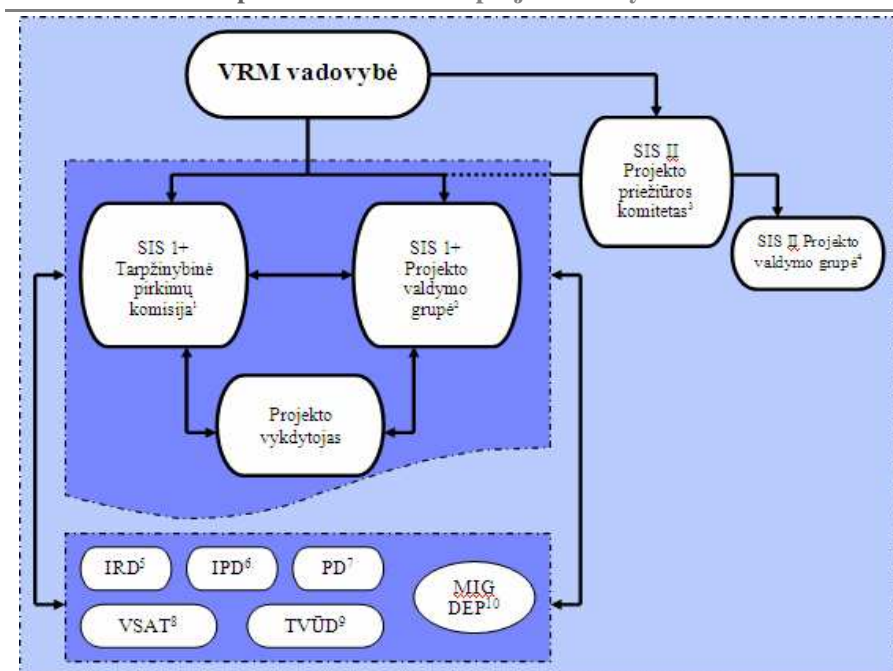 VRM vadovybė
SIS II
Projekto
priežiūros
komitetas³
SIS II Projekto
valdymo grupė⁴
SIS 1+
Tarpžinybinė
pirkimų
komisija¹
SIS 1+
Projekto
valdymo
grupė²
Projekto
vykdytojas
IRD⁵
IPD⁶
PD⁷
MIG
DEP¹⁰
VSAT⁸
TVŪD⁹